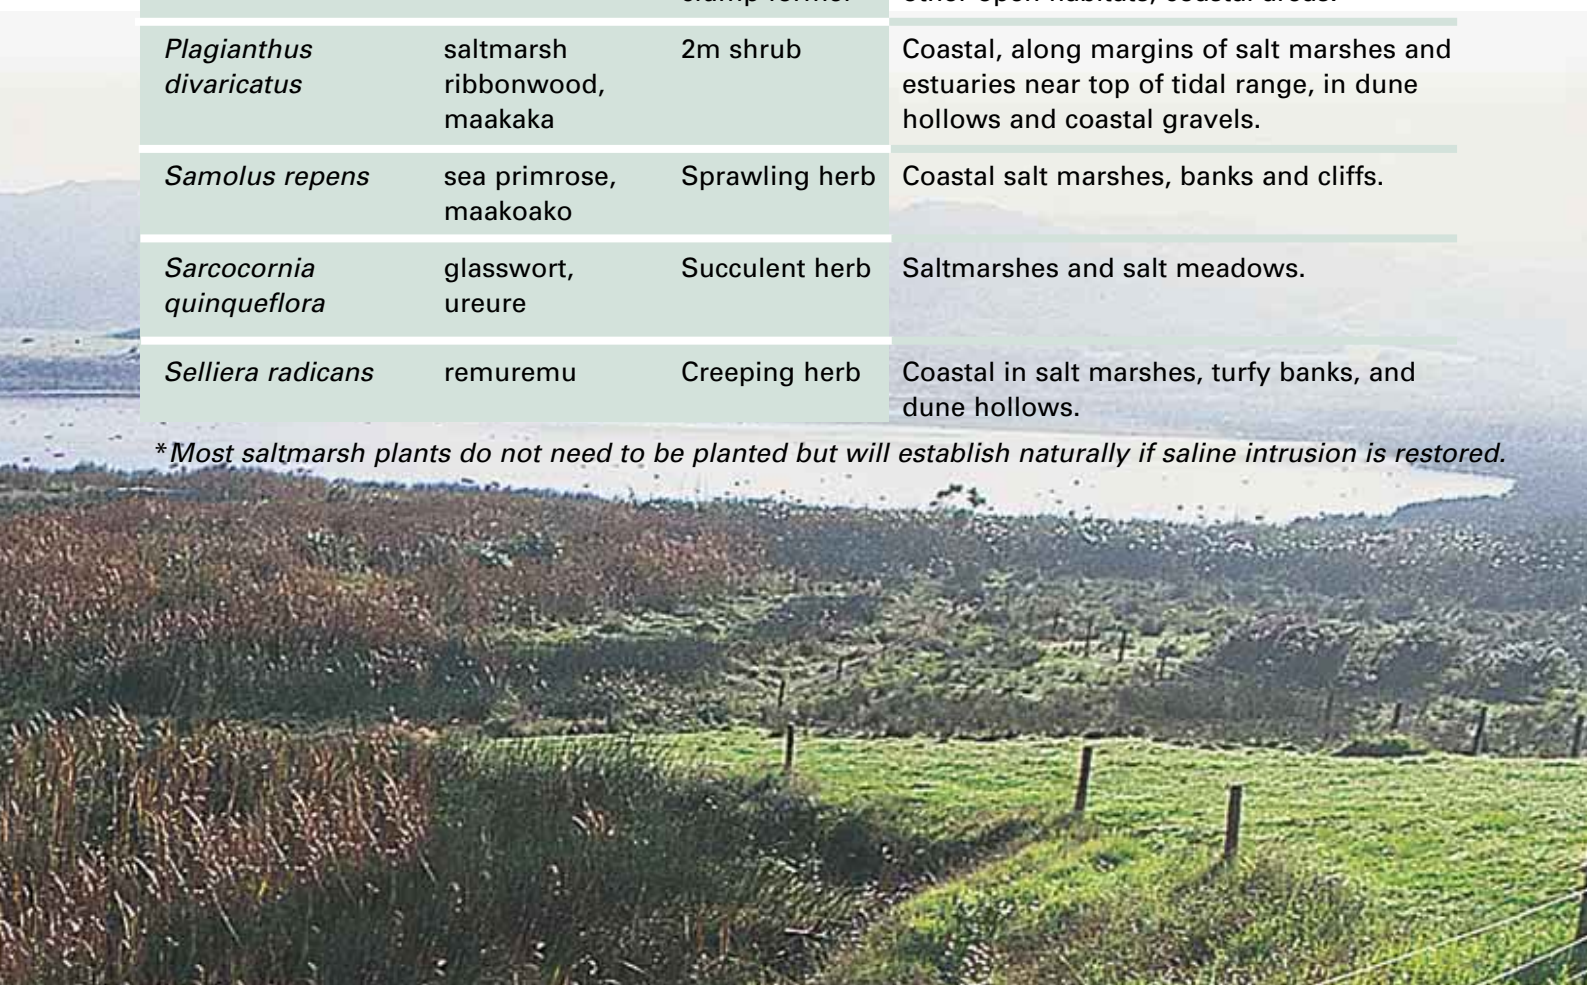 Plagianthus saltmarsh 2m shrub Coastal, along margins of salt marshes and
divaricatus ribbonwood, estuaries near top of tidal range, in dune
maakaka hollows and coastal gravels.
Samolus repens sea primrose, Sprawling herb Coastal salt marshes, banks and cliffs.
maakoako
Sarcocornia glasswort, Succulent herb Saltmarshes and salt meadows.
quinqueflora ureure
Selliera radicans remuremu Creeping herb Coastal in salt marshes, turfy banks, and
dune hollows.
*Most saltmarsh plants do not need to be planted but will establish naturally if saline intrusion is restored.